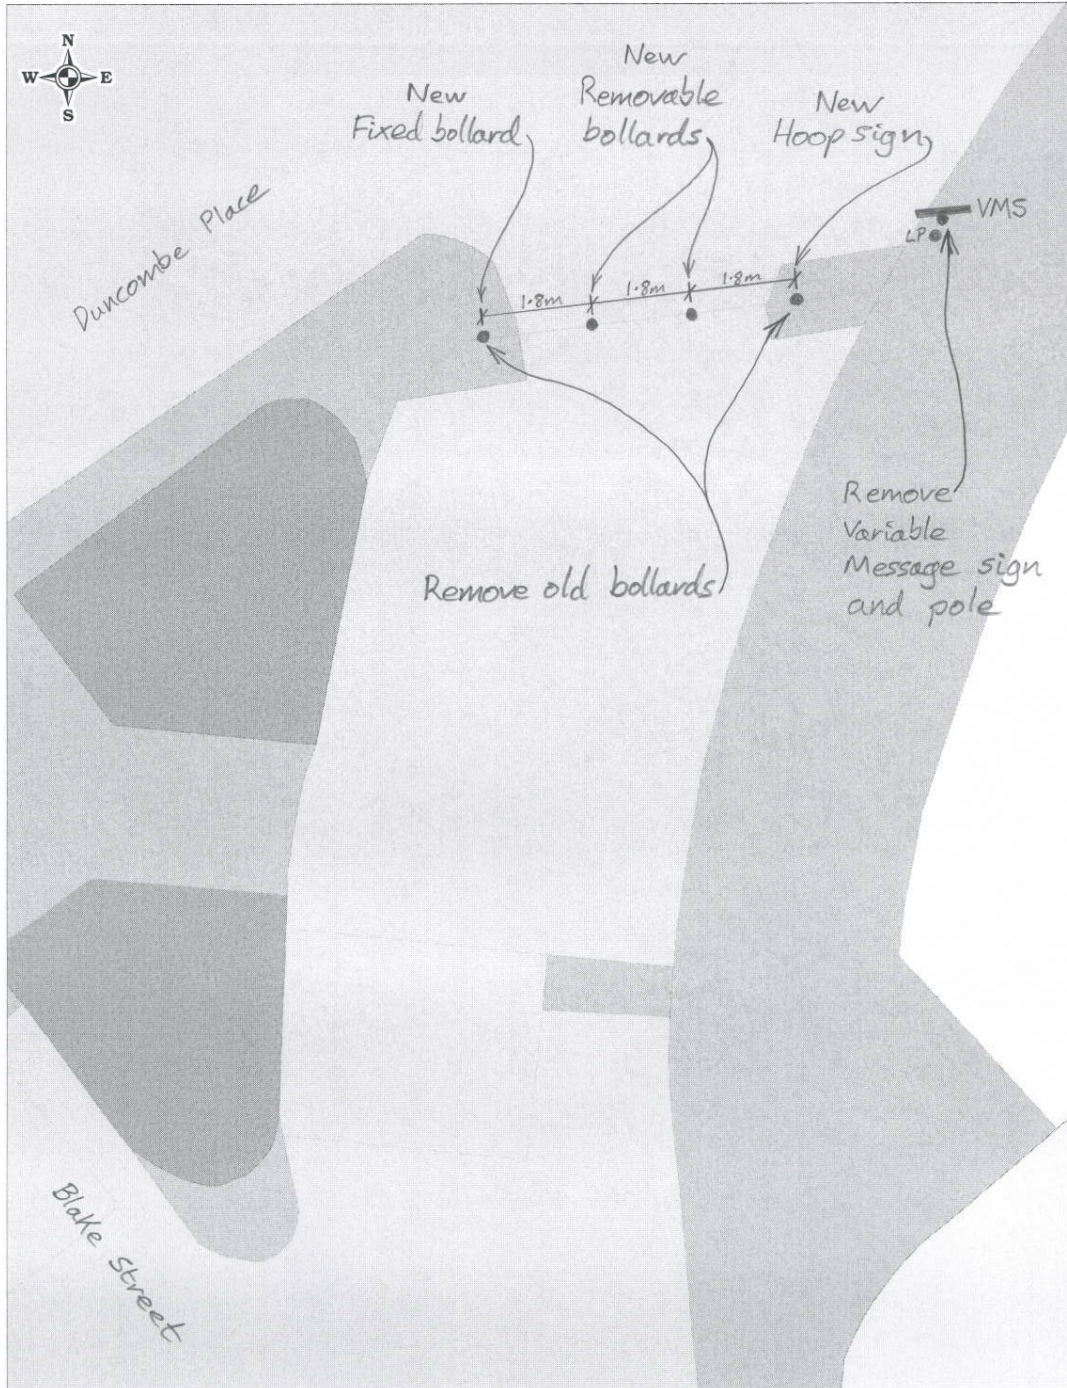 N
W E
S
New
Fixed bollard
New
Removable
bollards
New
Hoop sign
Duncombe Place
VMS
LP
1.8m
1.8m
1.8m
Remove
Variable
Message sign
and pole
Remove old bollards
Blake Street